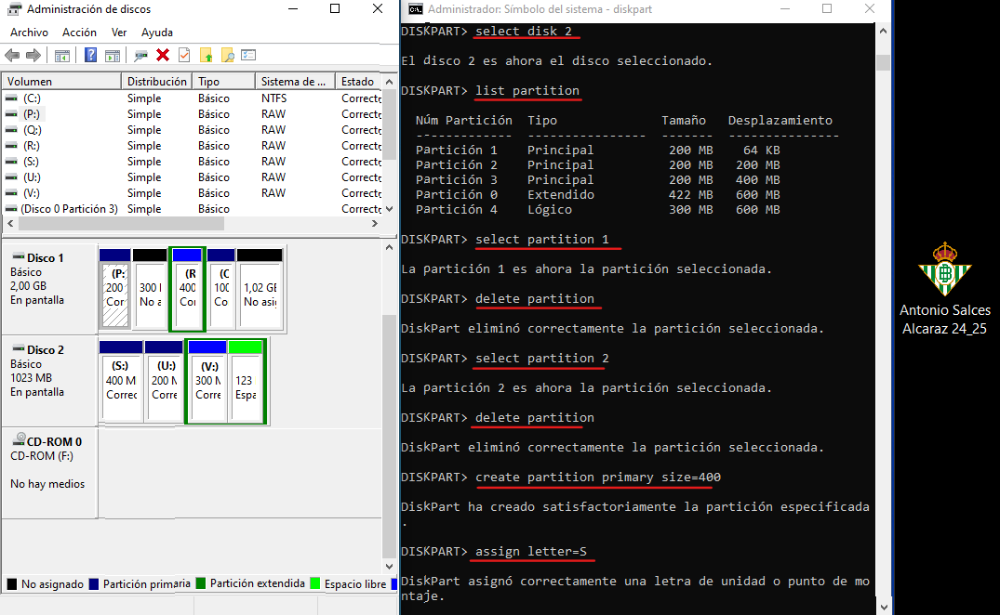 Administración de discos
Archivo Acción Ver Ayuda
Volumen Distribución Tipo Sistema de ... Estado
(C:) Simple Básico NTFS Correcto
(P:) Simple Básico RAW Correcto
(Q:) Simple Básico RAW Correcto
(R:) Simple Básico RAW Correcto
(S:) Simple Básico RAW Correcto
(U:) Simple Básico RAW Correcto
(V:) Simple Básico RAW Correcto
(Disco 0 Partición 3) Simple Básico Correcto
Disco 1
Básico
2,00 GB
En pantalla
(P:
200
Cor
300
No a
(R
400
Co
(C
100
Co
1,02 GB
No asig
Disco 2
Básico
1023 MB
En pantalla
(S:)
400 M
Correc
(U:)
200 M
Corre
(V:)
300 M
Corre
123
Espa
CD-ROM 0
CD-ROM (F:)
No hay medios
No asignado Partición primaria Partición extendida Espacio libre
Administrador: Símbolo del sistema - diskpart
DISKPART> select disk 2
El disco 2 es ahora el disco seleccionado.
DISKPART> list partition
Núm Partición Tipo Tamaño Desplazamiento
------------- ---------------- ------- ---------------
Partición 1 Principal 200 MB 64 KB
Partición 2 Principal 200 MB 200 MB
Partición 3 Principal 200 MB 400 MB
Partición 0 Extendido 422 MB 600 MB
Partición 4 Lógico 300 MB 600 MB
DISKPART> select partition 1
La partición 1 es ahora la partición seleccionada.
DISKPART> delete partition
DiskPart eliminó correctamente la partición seleccionada.
DISKPART> select partition 2
La partición 2 es ahora la partición seleccionada.
DISKPART> delete partition
DiskPart eliminó correctamente la partición seleccionada.
DISKPART> create partition primary size=400
DiskPart ha creado satisfactoriamente la partición especificada
.
DISKPART> assign letter=S
DiskPart asignó correctamente una letra de unidad o punto de mo
ntaje.
Antonio Salces
Alcaraz 24_25